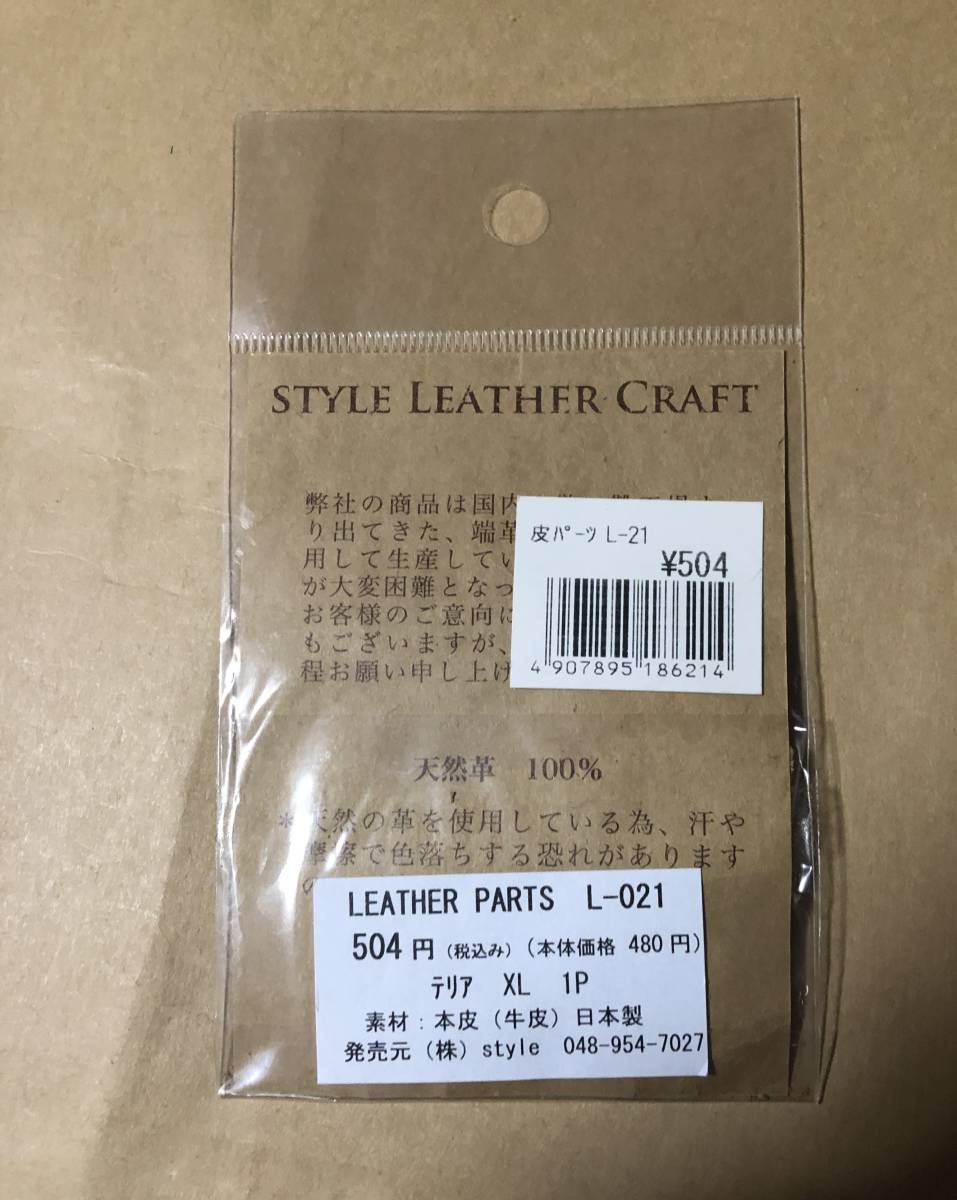 STYLE LEATHER CRAFT
弊社の商品は国内
り出てきた、端革
用して生産してい
が大変困難となっ
お客様のご意向に
もございますが、
程お願い申し上げ
皮パーツ L-21
¥504
4 907895 186214
天然革 100%
*天然の革を使用している為、汗や
摩擦で色落ちする恐れがあります
LEATHER PARTS L-021
504円(税込み)(本体価格 480円)
テリア XL 1P
素材:本皮(牛皮)日本製
発売元(株)style 048-954-7027